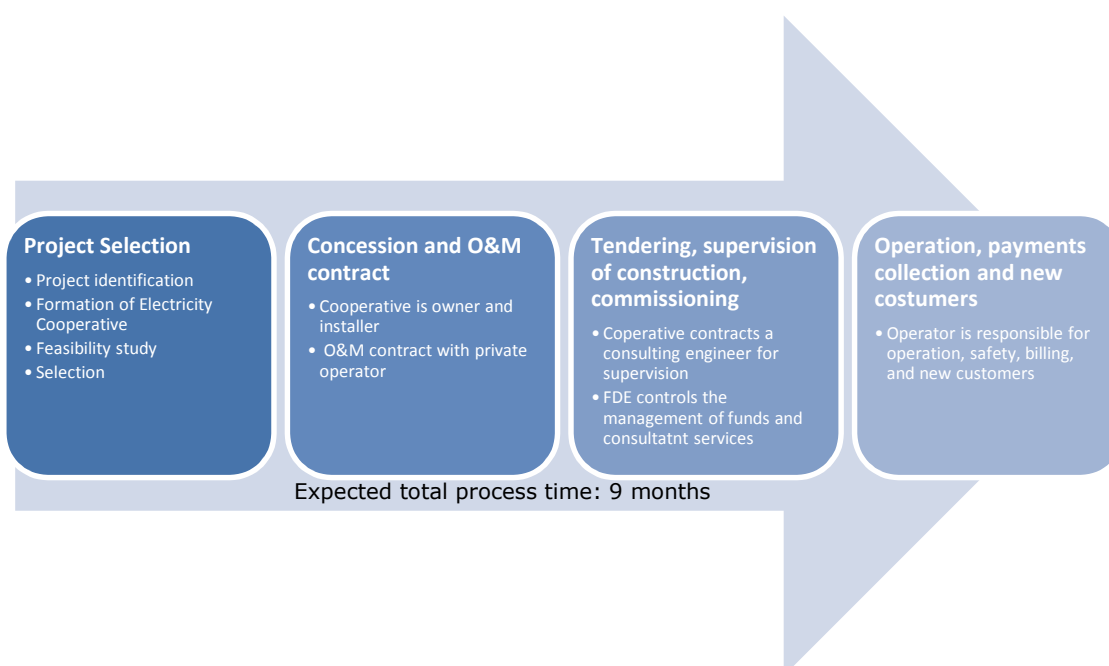 Project Selection
• Project identification
• Formation of Electricity
Cooperative
• Feasibility study
• Selection
Concession and O&M
contract
• Cooperative is owner and
installer
• O&M contract with private
operator
Tendering, supervision
of construction,
commissioning
• Coperative contracts a
consulting engineer for
supervision
• FDE controls the
management of funds and
consultatnt services
Operation, payments
collection and new
costumers
• Operator is responsible for
operation, safety, billing,
and new customers
Expected total process time: 9 months